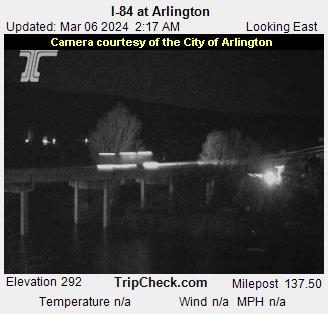 I-84 at Arlington
Updated: Mar 06 2024 2:17 AM Looking East
Camera courtesy of the City of Arlington
Elevation 292 TripCheck.com Milepost 137.50
Temperature n/a Wind n/a MPH n/a